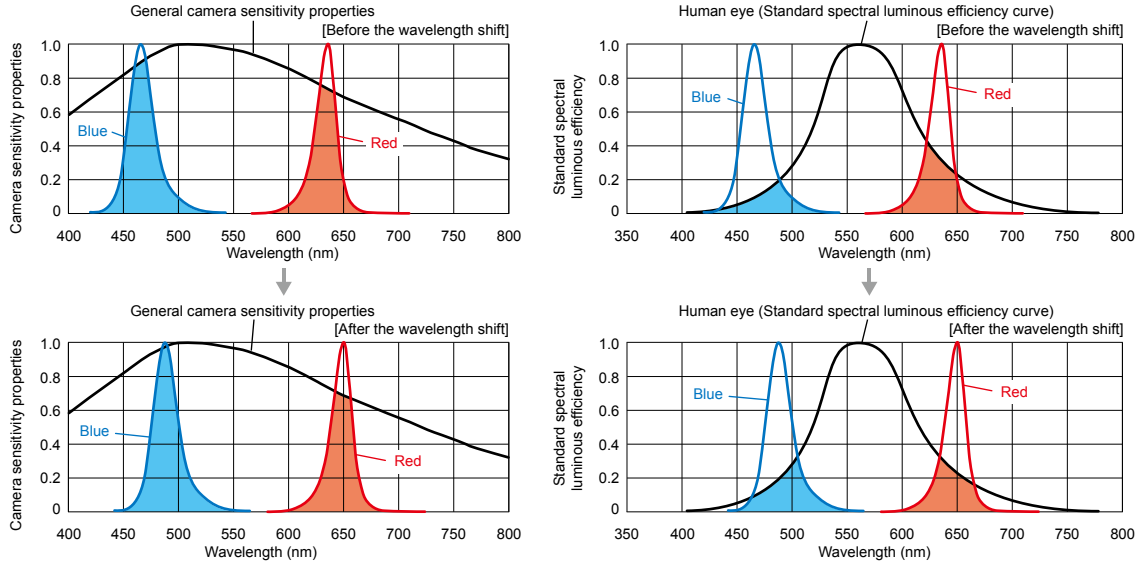 General camera sensitivity properties
[Before the wavelength shift]
Camera sensitivity properties
1.0
0.8
0.6
0.4
0.2
0
Blue
Red
400 450 500 550 600 650 700 750 800
Wavelength (nm)
Human eye (Standard spectral luminous efficiency curve)
[Before the wavelength shift]
Standard spectral
luminous efficiency
1.0
0.8
0.6
0.4
0.2
0
Blue
Red
350 400 450 500 550 600 650 700 750 800
Wavelength (nm)
General camera sensitivity properties
[After the wavelength shift]
Camera sensitivity properties
1.0
0.8
0.6
0.4
0.2
0
Blue
Red
400 450 500 550 600 650 700 750 800
Wavelength (nm)
Human eye (Standard spectral luminous efficiency curve)
[After the wavelength shift]
Standard spectral
luminous efficiency
1.0
0.8
0.6
0.4
0.2
0
Blue
Red
350 400 450 500 550 600 650 700 750 800
Wavelength (nm)